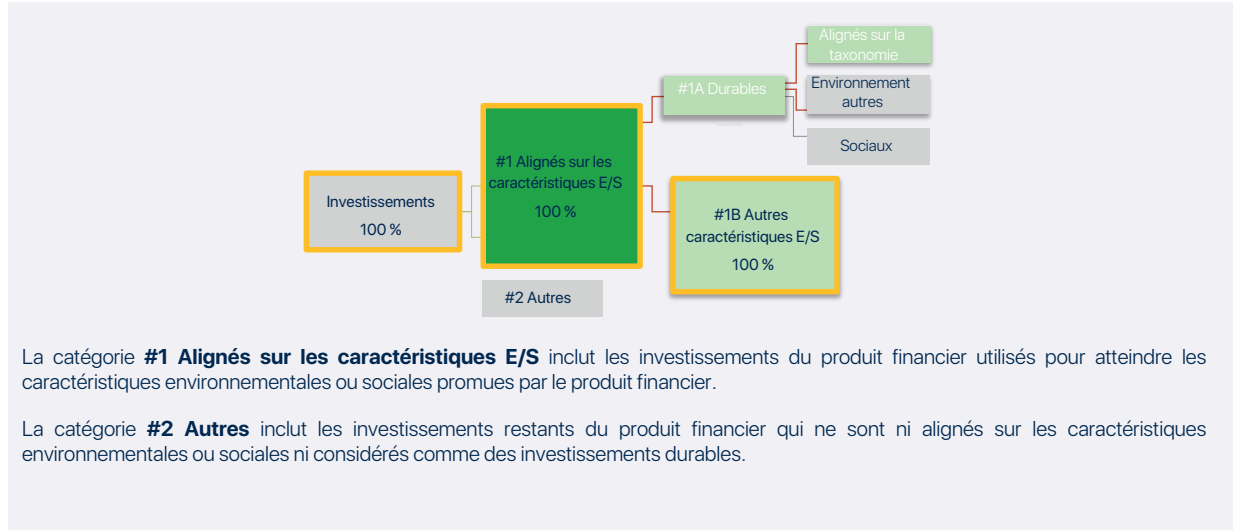 Alignés sur la
taxonomie
#1A Durables
Environnement
autres
Sociaux
#1 Alignés sur les
caractéristiques E/S
100 %
Investissements
100 %
#1B Autres
caractéristiques E/S
100 %
#2 Autres
La catégorie #1 Alignés sur les caractéristiques E/S inclut les investissements du produit financier utilisés pour atteindre les
caractéristiques environnementales ou sociales promues par le produit financier.
La catégorie #2 Autres inclut les investissements restants du produit financier qui ne sont ni alignés sur les caractéristiques
environnementales ou sociales ni considérés comme des investissements durables.